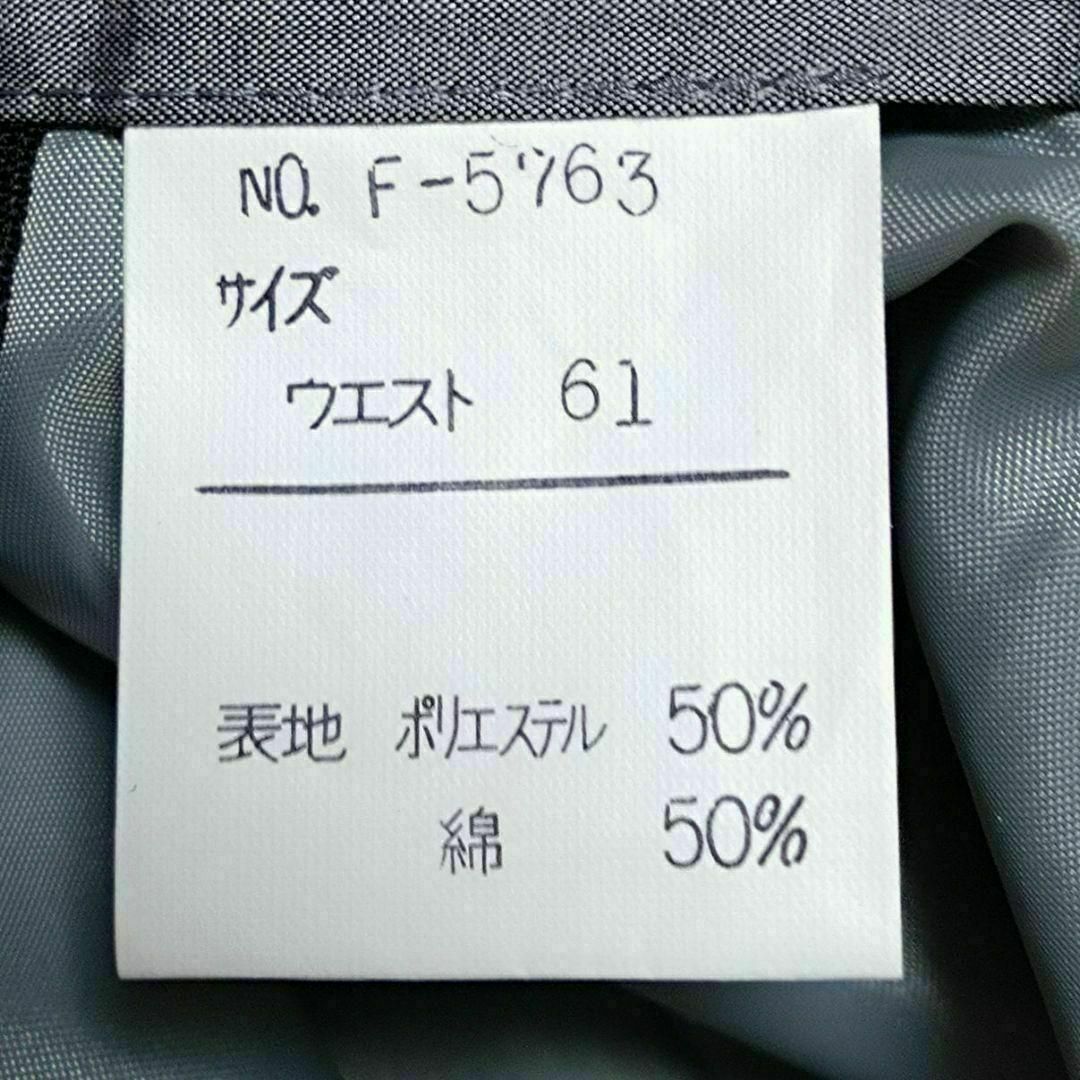 NO. F-5763
サイズ
ウエスト 61
表地 ポリエステル 50%
綿 50%